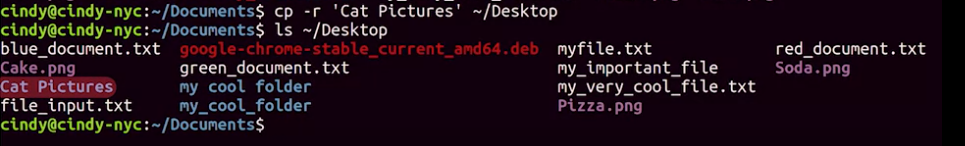 cindy@cindy-nyc:~/Documents$ cp -r 'Cat Pictures' ~/Desktop
cindy@cindy-nyc:~/Documents$ ls ~/Desktop
blue_document.txt  google-chrome-stable_current_amd64.deb  myfile.txt  red_document.txt
Cake.png  green_document.txt  my_important_file  Soda.png
Cat Pictures  my cool folder  my_very_cool_file.txt
file_input.txt  my_cool_folder  Pizza.png
cindy@cindy-nyc:~/Documents$